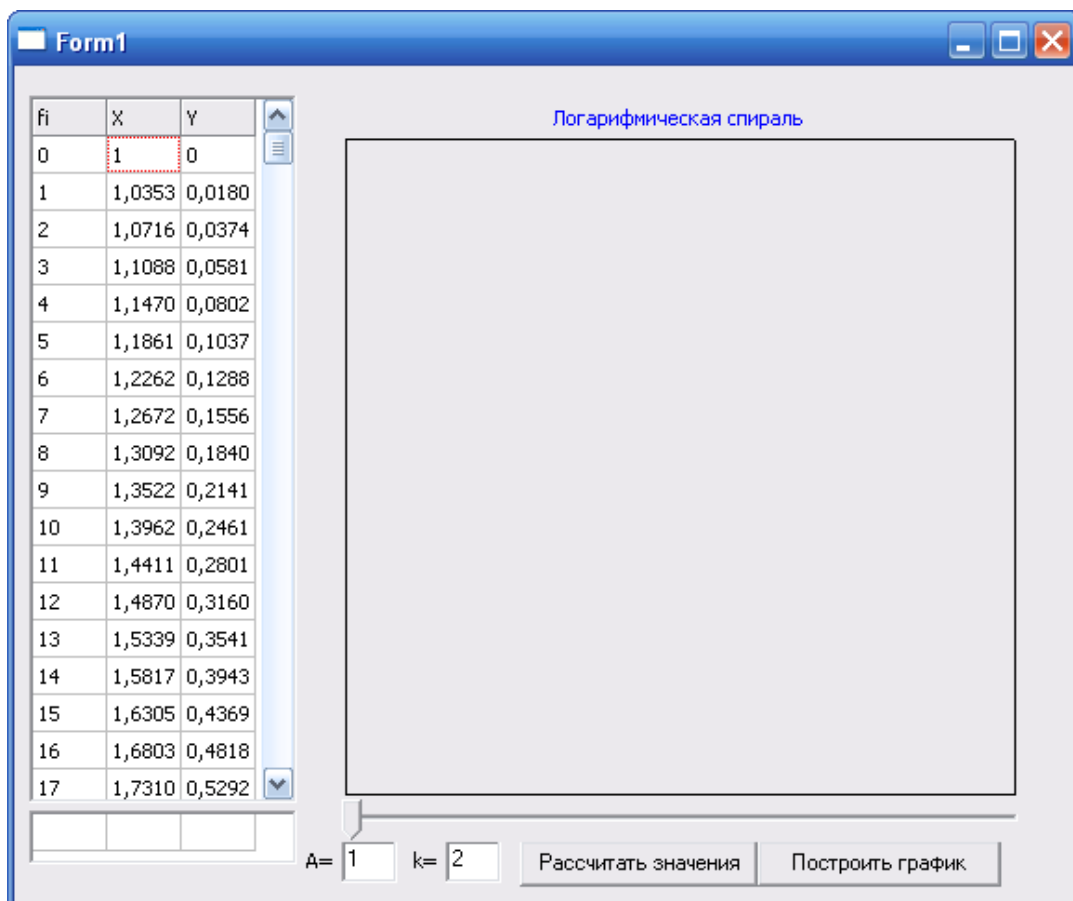 Form1
fi X Y
0 1 0
1 1,0353 0,0180
2 1,0716 0,0374
3 1,1088 0,0581
4 1,1470 0,0802
5 1,1861 0,1037
6 1,2262 0,1288
7 1,2672 0,1556
8 1,3092 0,1840
9 1,3522 0,2141
10 1,3962 0,2461
11 1,4411 0,2801
12 1,4870 0,3160
13 1,5339 0,3541
14 1,5817 0,3943
15 1,6305 0,4369
16 1,6803 0,4818
17 1,7310 0,5292
Логарифмическая спираль
A= 1 k= 2 Рассчитать значения Построить график